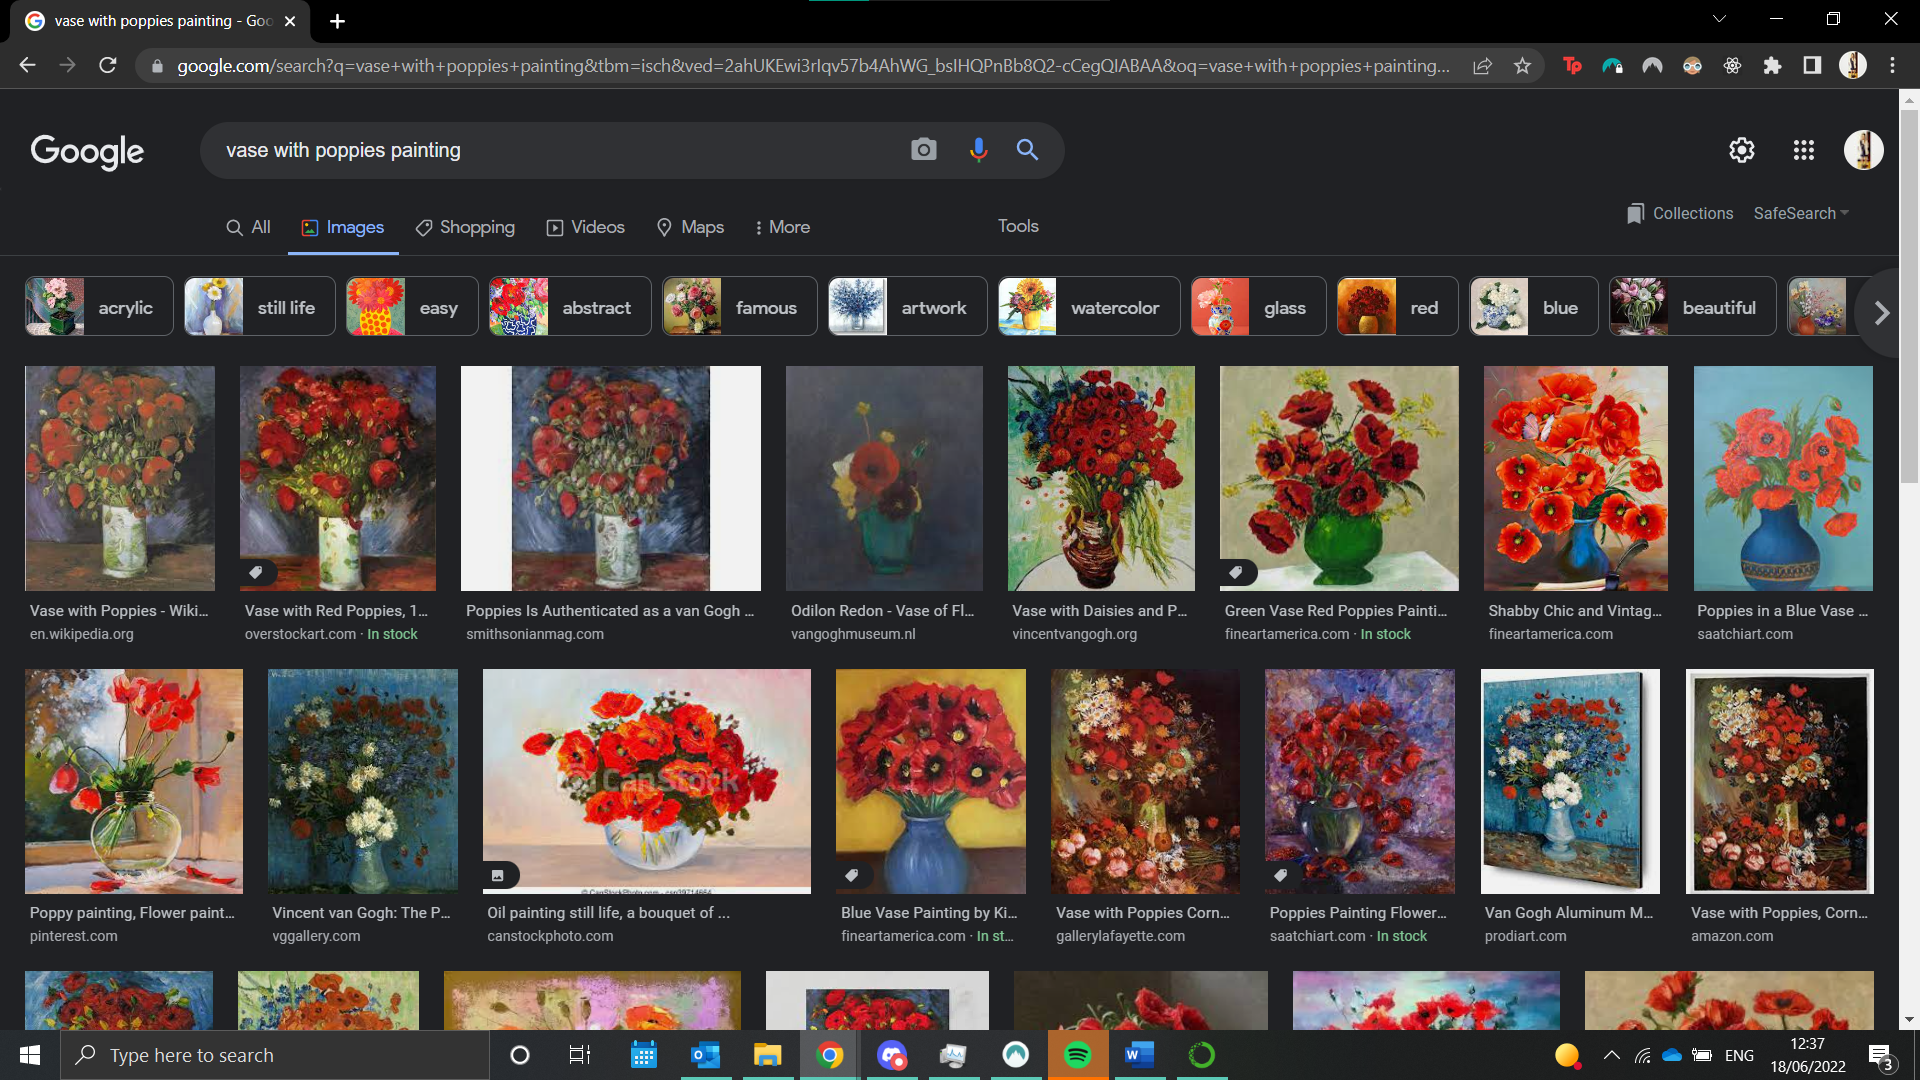 vase with poppies painting - Goo
google.com/search?q=vase+with+poppies+painting&tbm=isch&ved=2ahUKEwi3rIqv57b4AhWG_bsIHQPnBb8Q2-cCegQIABAA&oq=vase+with+poppies+painting...
Tp
Google
vase with poppies painting
All Images Shopping Videos Maps More Tools
Collections SafeSearch
acrylic still life easy abstract famous artwork watercolor glass red blue beautiful
Vase with Poppies - Wiki...
en.wikipedia.org
Vase with Red Poppies, 1...
overstockart.com · In stock
Poppies Is Authenticated as a van Gogh ...
smithsonianmag.com
Odilon Redon - Vase of Fl...
vangoghmuseum.nl
Vase with Daisies and P...
vincentvangogh.org
Green Vase Red Poppies Painti...
fineartamerica.com · In stock
Shabby Chic and Vintag...
fineartamerica.com
Poppies in a Blue Vase ...
saatchiart.com
CanStock
© CanStockPhoto.com - csp39714664
Poppy painting, Flower paint...
pinterest.com
Vincent van Gogh: The P...
vggallery.com
Oil painting still life, a bouquet of ...
canstockphoto.com
Blue Vase Painting by Ki...
fineartamerica.com · In st...
Vase with Poppies Corn...
gallerylafayette.com
Poppies Painting Flower...
saatchiart.com · In stock
Van Gogh Aluminum M...
prodiart.com
Vase with Poppies, Corn...
amazon.com
Type here to search
ENG
12:37
18/06/2022
3